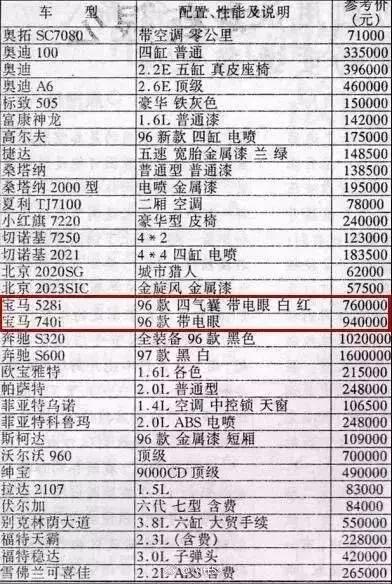 车 型 配置、性能及说明 参考价(元)
奥拓 SC7080 带空调 零公里 71000
奥迪 100 四缸 普通 335000
奥迪 2.2E 五缸 真皮座椅 396000
奥迪 A6 2.6E 顶级 460000
标致 505 豪华 铁灰色 150000
富康神龙 1.6L 普通漆 142000
高尔夫 96 新款 四缸 电喷 175000
捷达 五速 宽胎金属漆 兰 绿 148500
桑塔纳 普通型 普通漆 138500
桑塔纳 2000 型 电喷 金属漆 195000
夏利 TJ7100 二厢 空调 78000
小红旗 7220 豪华型 皮椅 240000
切诺基 7250 4*2 123000
切诺基 2021 4*4 四缸 电喷 183500
北京 2020SG 城市猎人 62000
北京 2023SIC 金旋风 金属漆 57500
宝马 528i 96 款 四气囊 带电眼 白 红 760000
宝马 740i 96 款 带电眼 940000
奔驰 S320 全装备 96 款 黑色 1020000
奔驰 S600 97 款 黑 白 1600000
欧宝雅特 1.6L 各色 215000
帕萨特 2.0L 普通型 248000
菲亚特乌诺 1.4L 空调 中控锁 天窗 106500
菲亚特科鲁玛 2.0L ABS 电喷 248000
斯柯达 96 款 金属漆 短厢 109000
沃尔沃 960 顶级 700000
绅宝 9000CD 顶级 490000
拉达 2107 1.5L 83000
伏尔加 六代 七型 含费 84000
别克林荫大道 3.8L 六缸 大贸手续 550000
福特天霸 2.3L (含费) 228000
福特稳达 3.0L 子弹头 420000
雪佛兰可喜佳 2.2L ABS 含费 265000